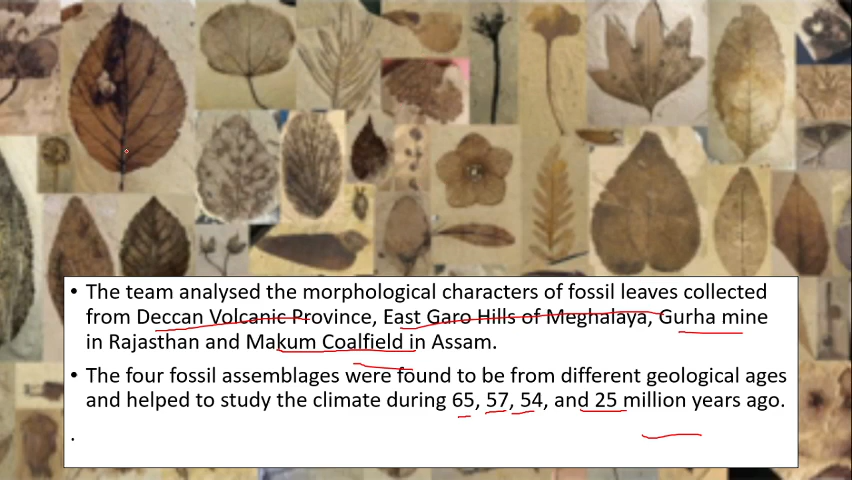 • The team analysed the morphological characters of fossil leaves collected
from Deccan Volcanic Province, East Garo Hills of Meghalaya, Gurha mine
in Rajasthan and Makum Coalfield in Assam.
• The four fossil assemblages were found to be from different geological ages
and helped to study the climate during 65, 57, 54, and 25 million years ago.
.